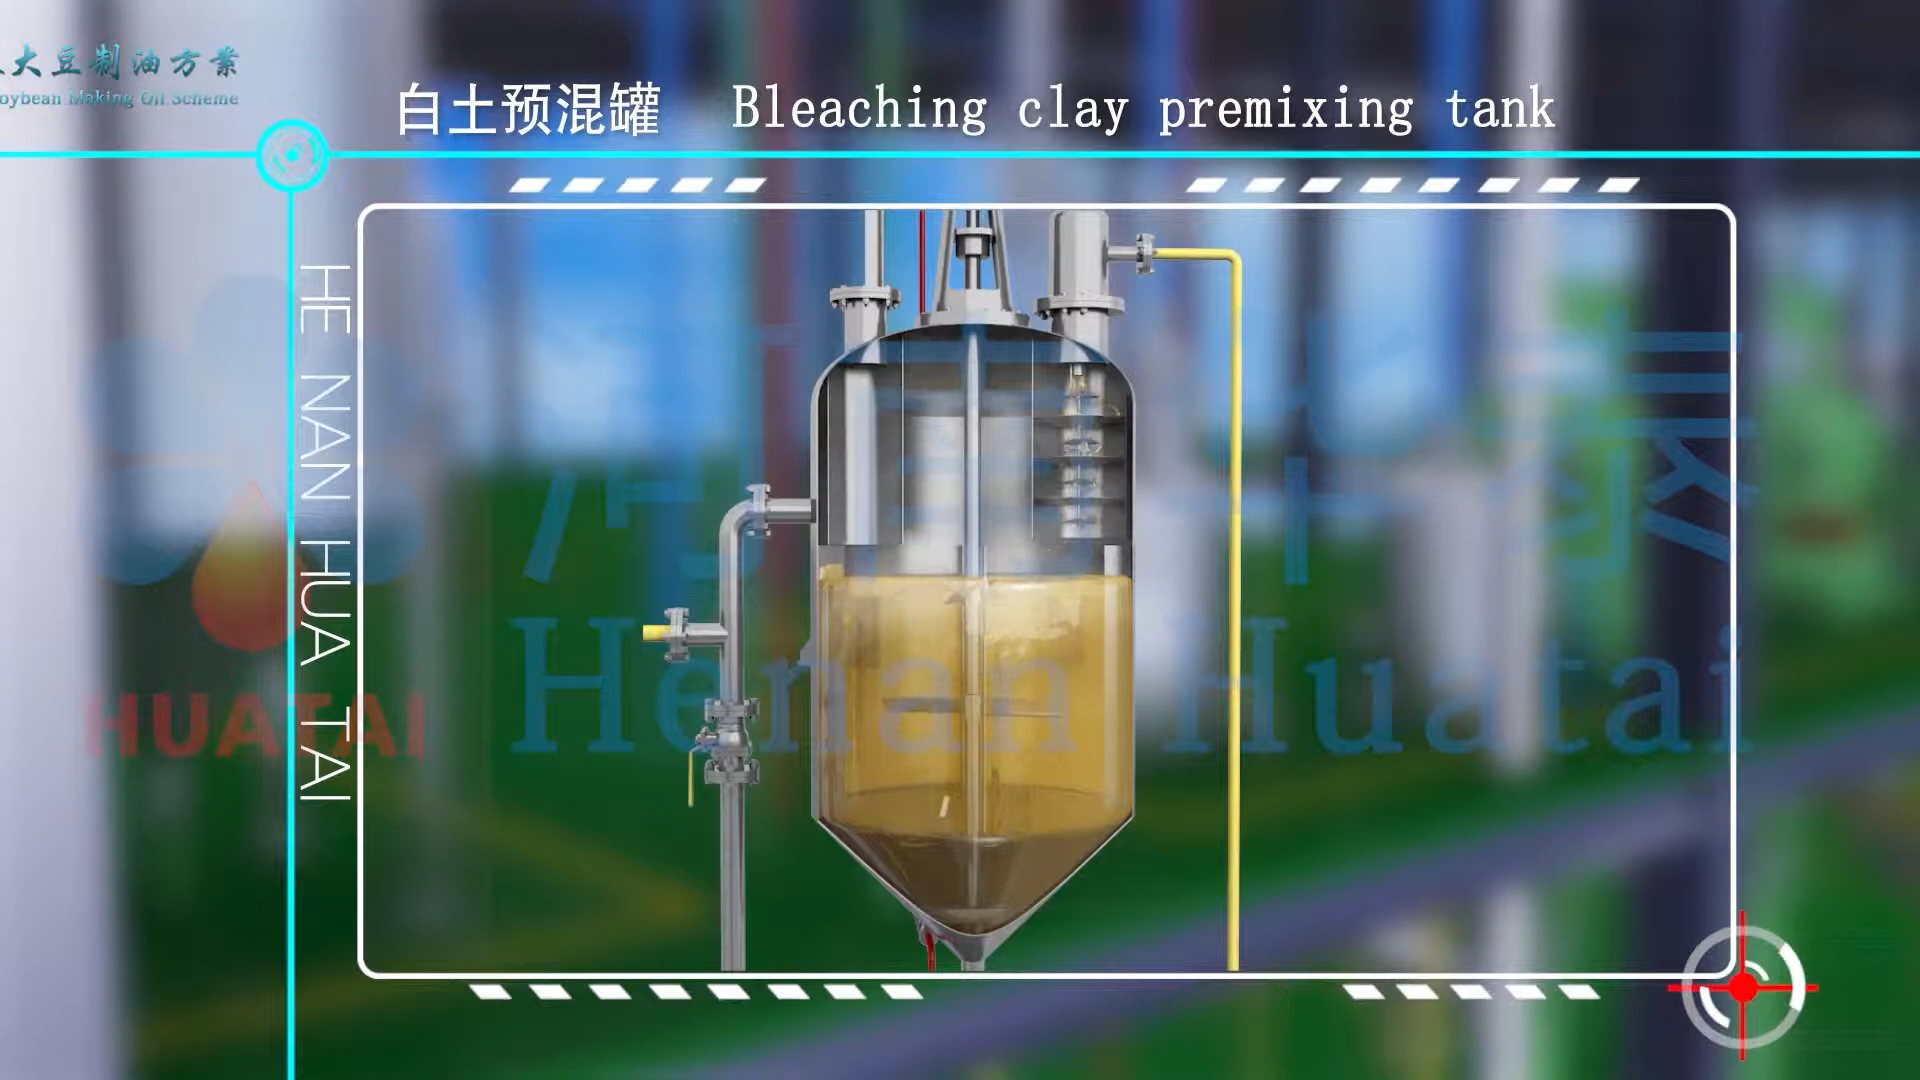 大豆制油方案
oybean Making Oil Scheme
白土预混罐 Bleaching clay premixing tank
HE NAN HUA TAI
HUATAI
Henan Huatai